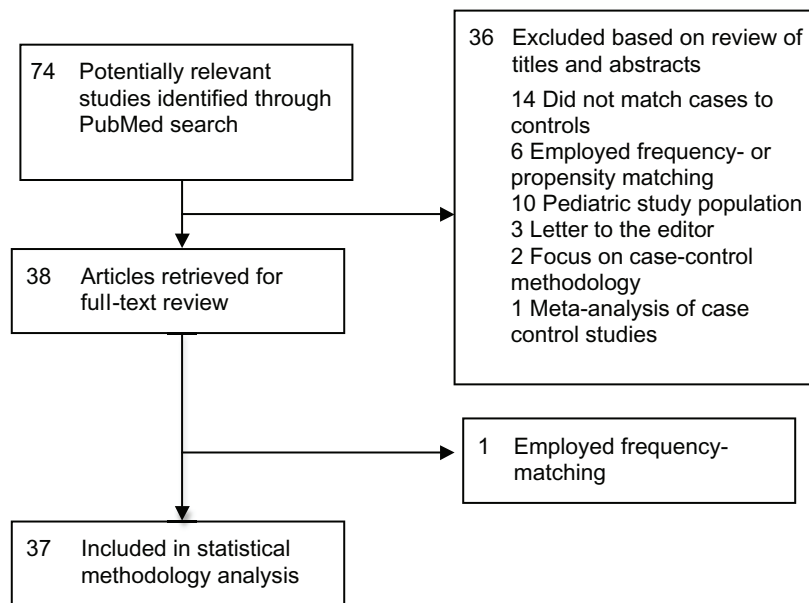 74 Potentially relevant
studies identified through
PubMed search
36 Excluded based on review of
titles and abstracts
14 Did not match cases to
controls
6 Employed frequency- or
propensity matching
10 Pediatric study population
3 Letter to the editor
2 Focus on case-control
methodology
1 Meta-analysis of case
control studies
38 Articles retrieved for
full-text review
1 Employed frequency-
matching
37 Included in statistical
methodology analysis